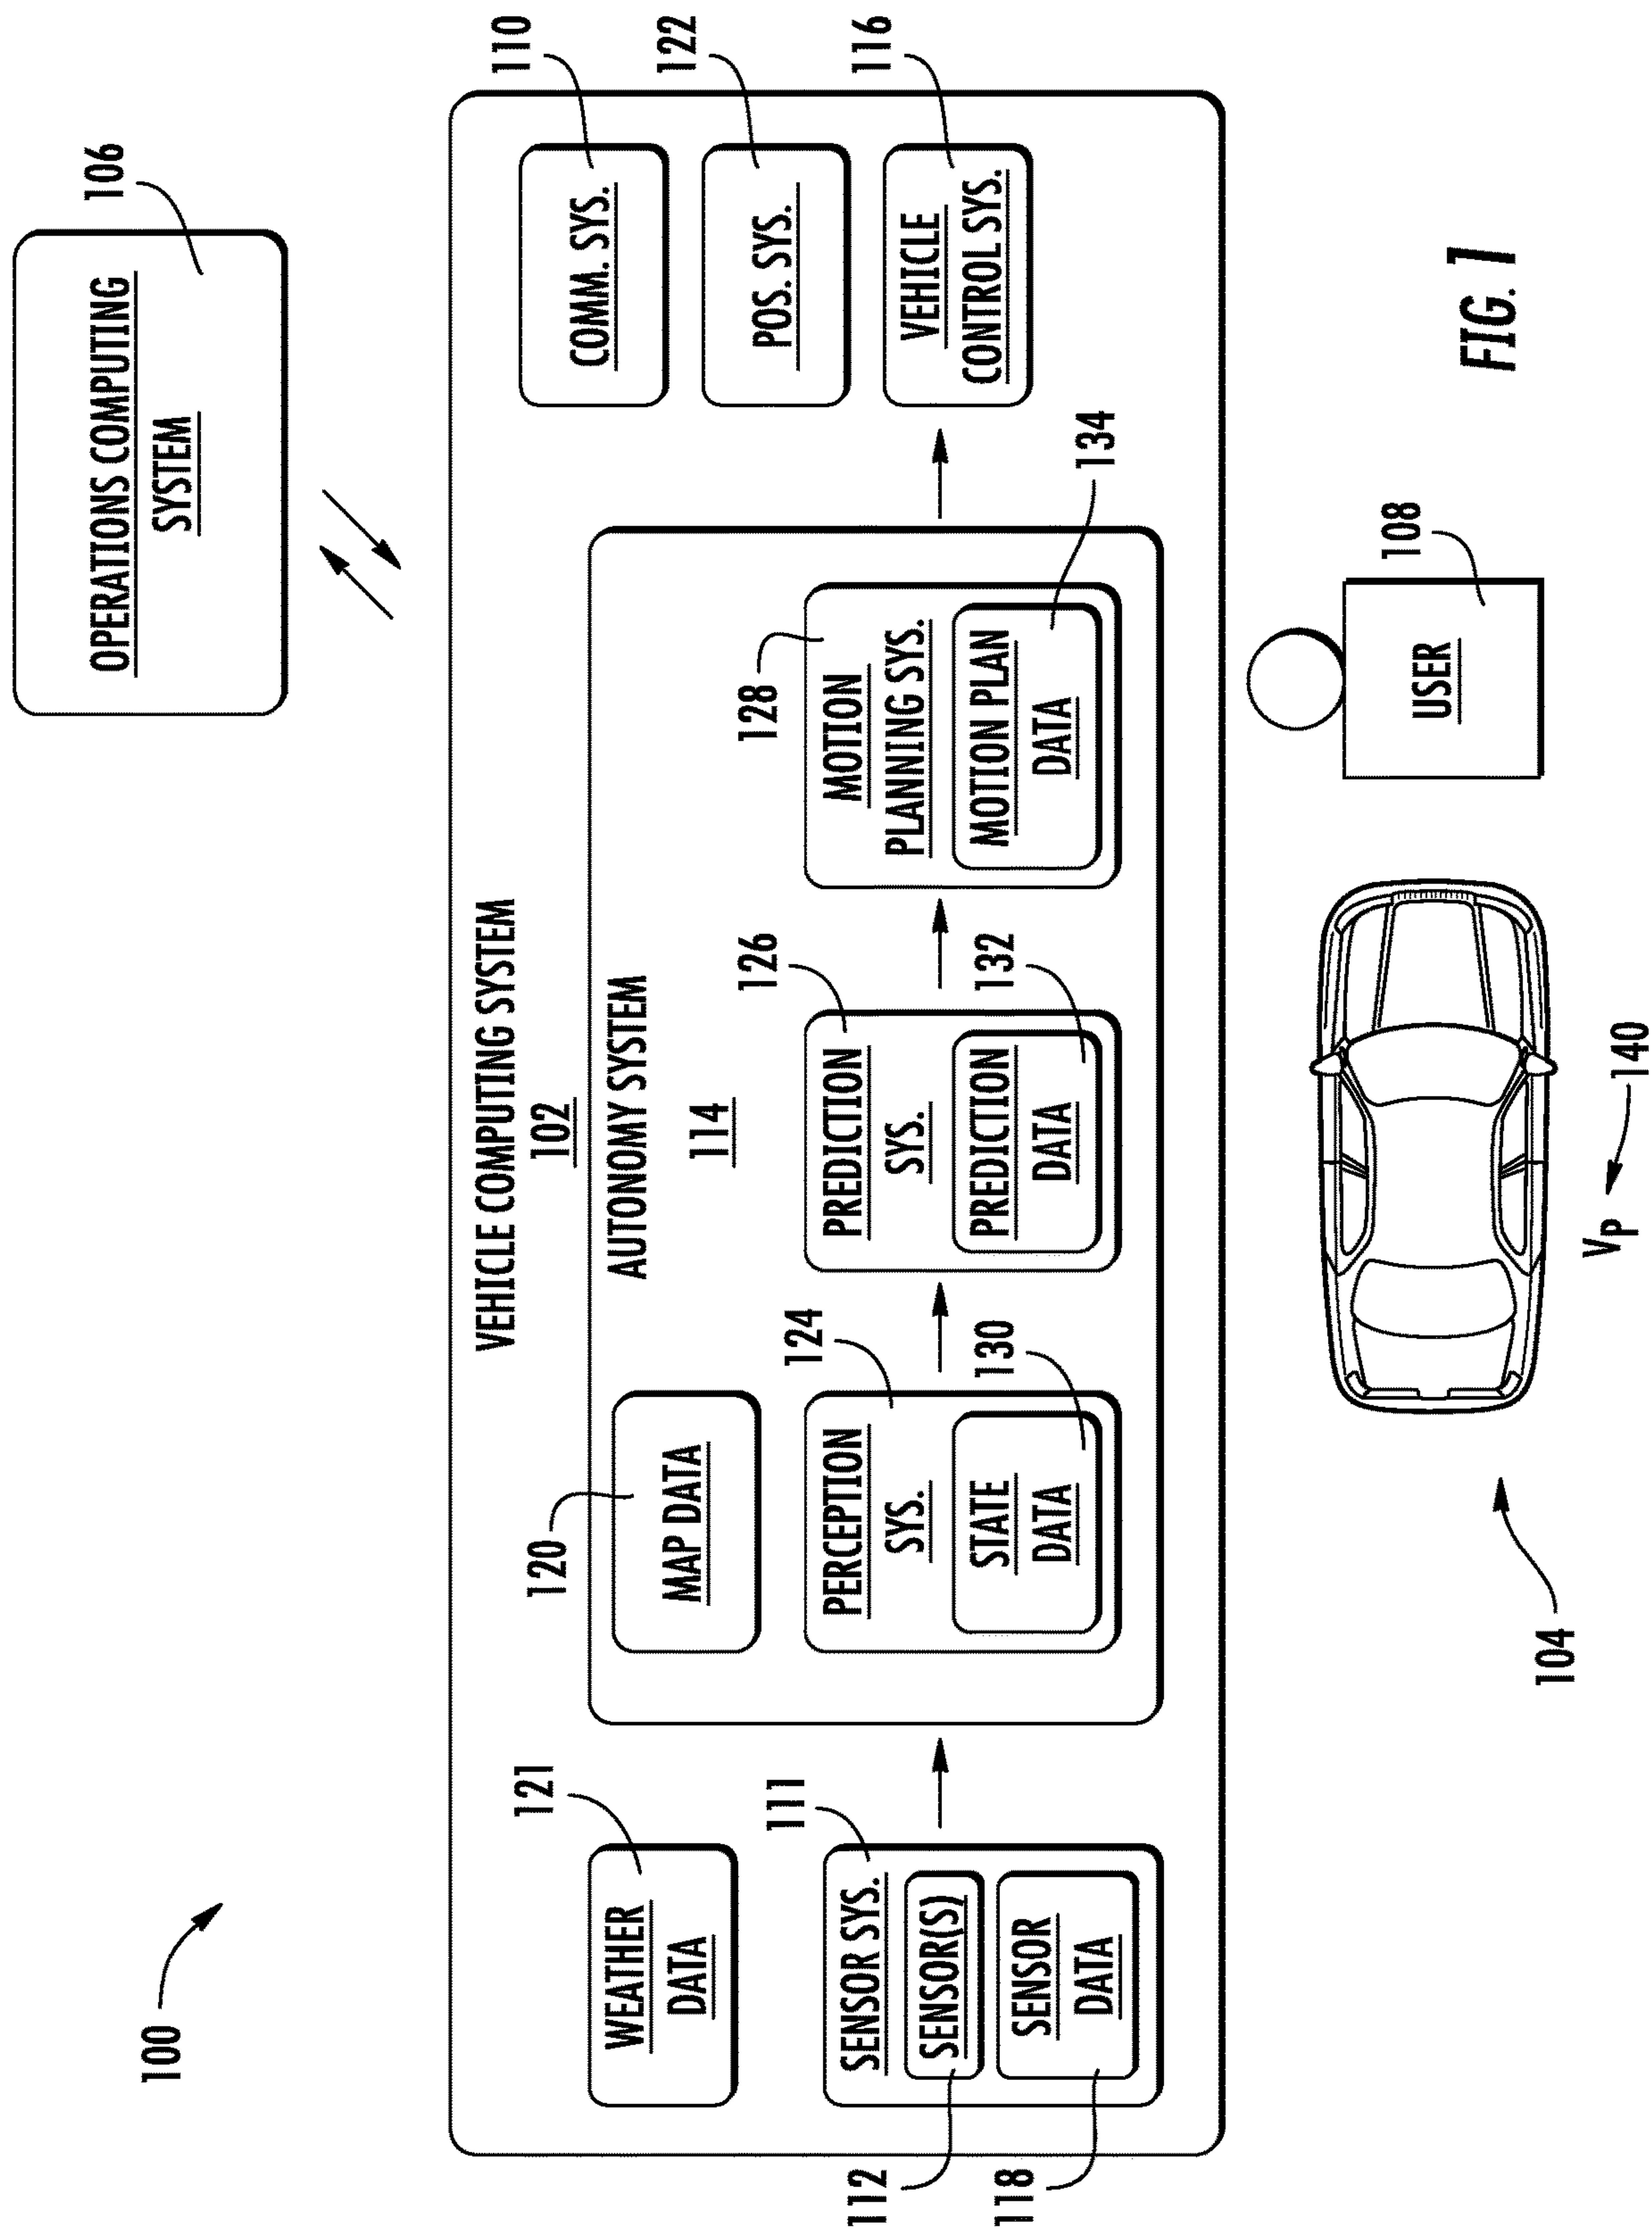 100
OPERATIONS COMPUTING
SYSTEM
106
VEHICLE COMPUTING SYSTEM
102
WEATHER
DATA
121
SENSOR SYS.
111
SENSOR(S)
112
SENSOR
DATA
118
AUTONOMY SYSTEM
114
MAP DATA
120
PERCEPTION
SYS.
124
STATE
DATA
130
PREDICTION
SYS.
126
PREDICTION
DATA
132
MOTION
PLANNING SYS.
128
MOTION PLAN
DATA
134
COMM. SYS.
110
POS. SYS.
122
VEHICLE
CONTROL SYS.
116
104
VP
140
USER
108
FIG. 1